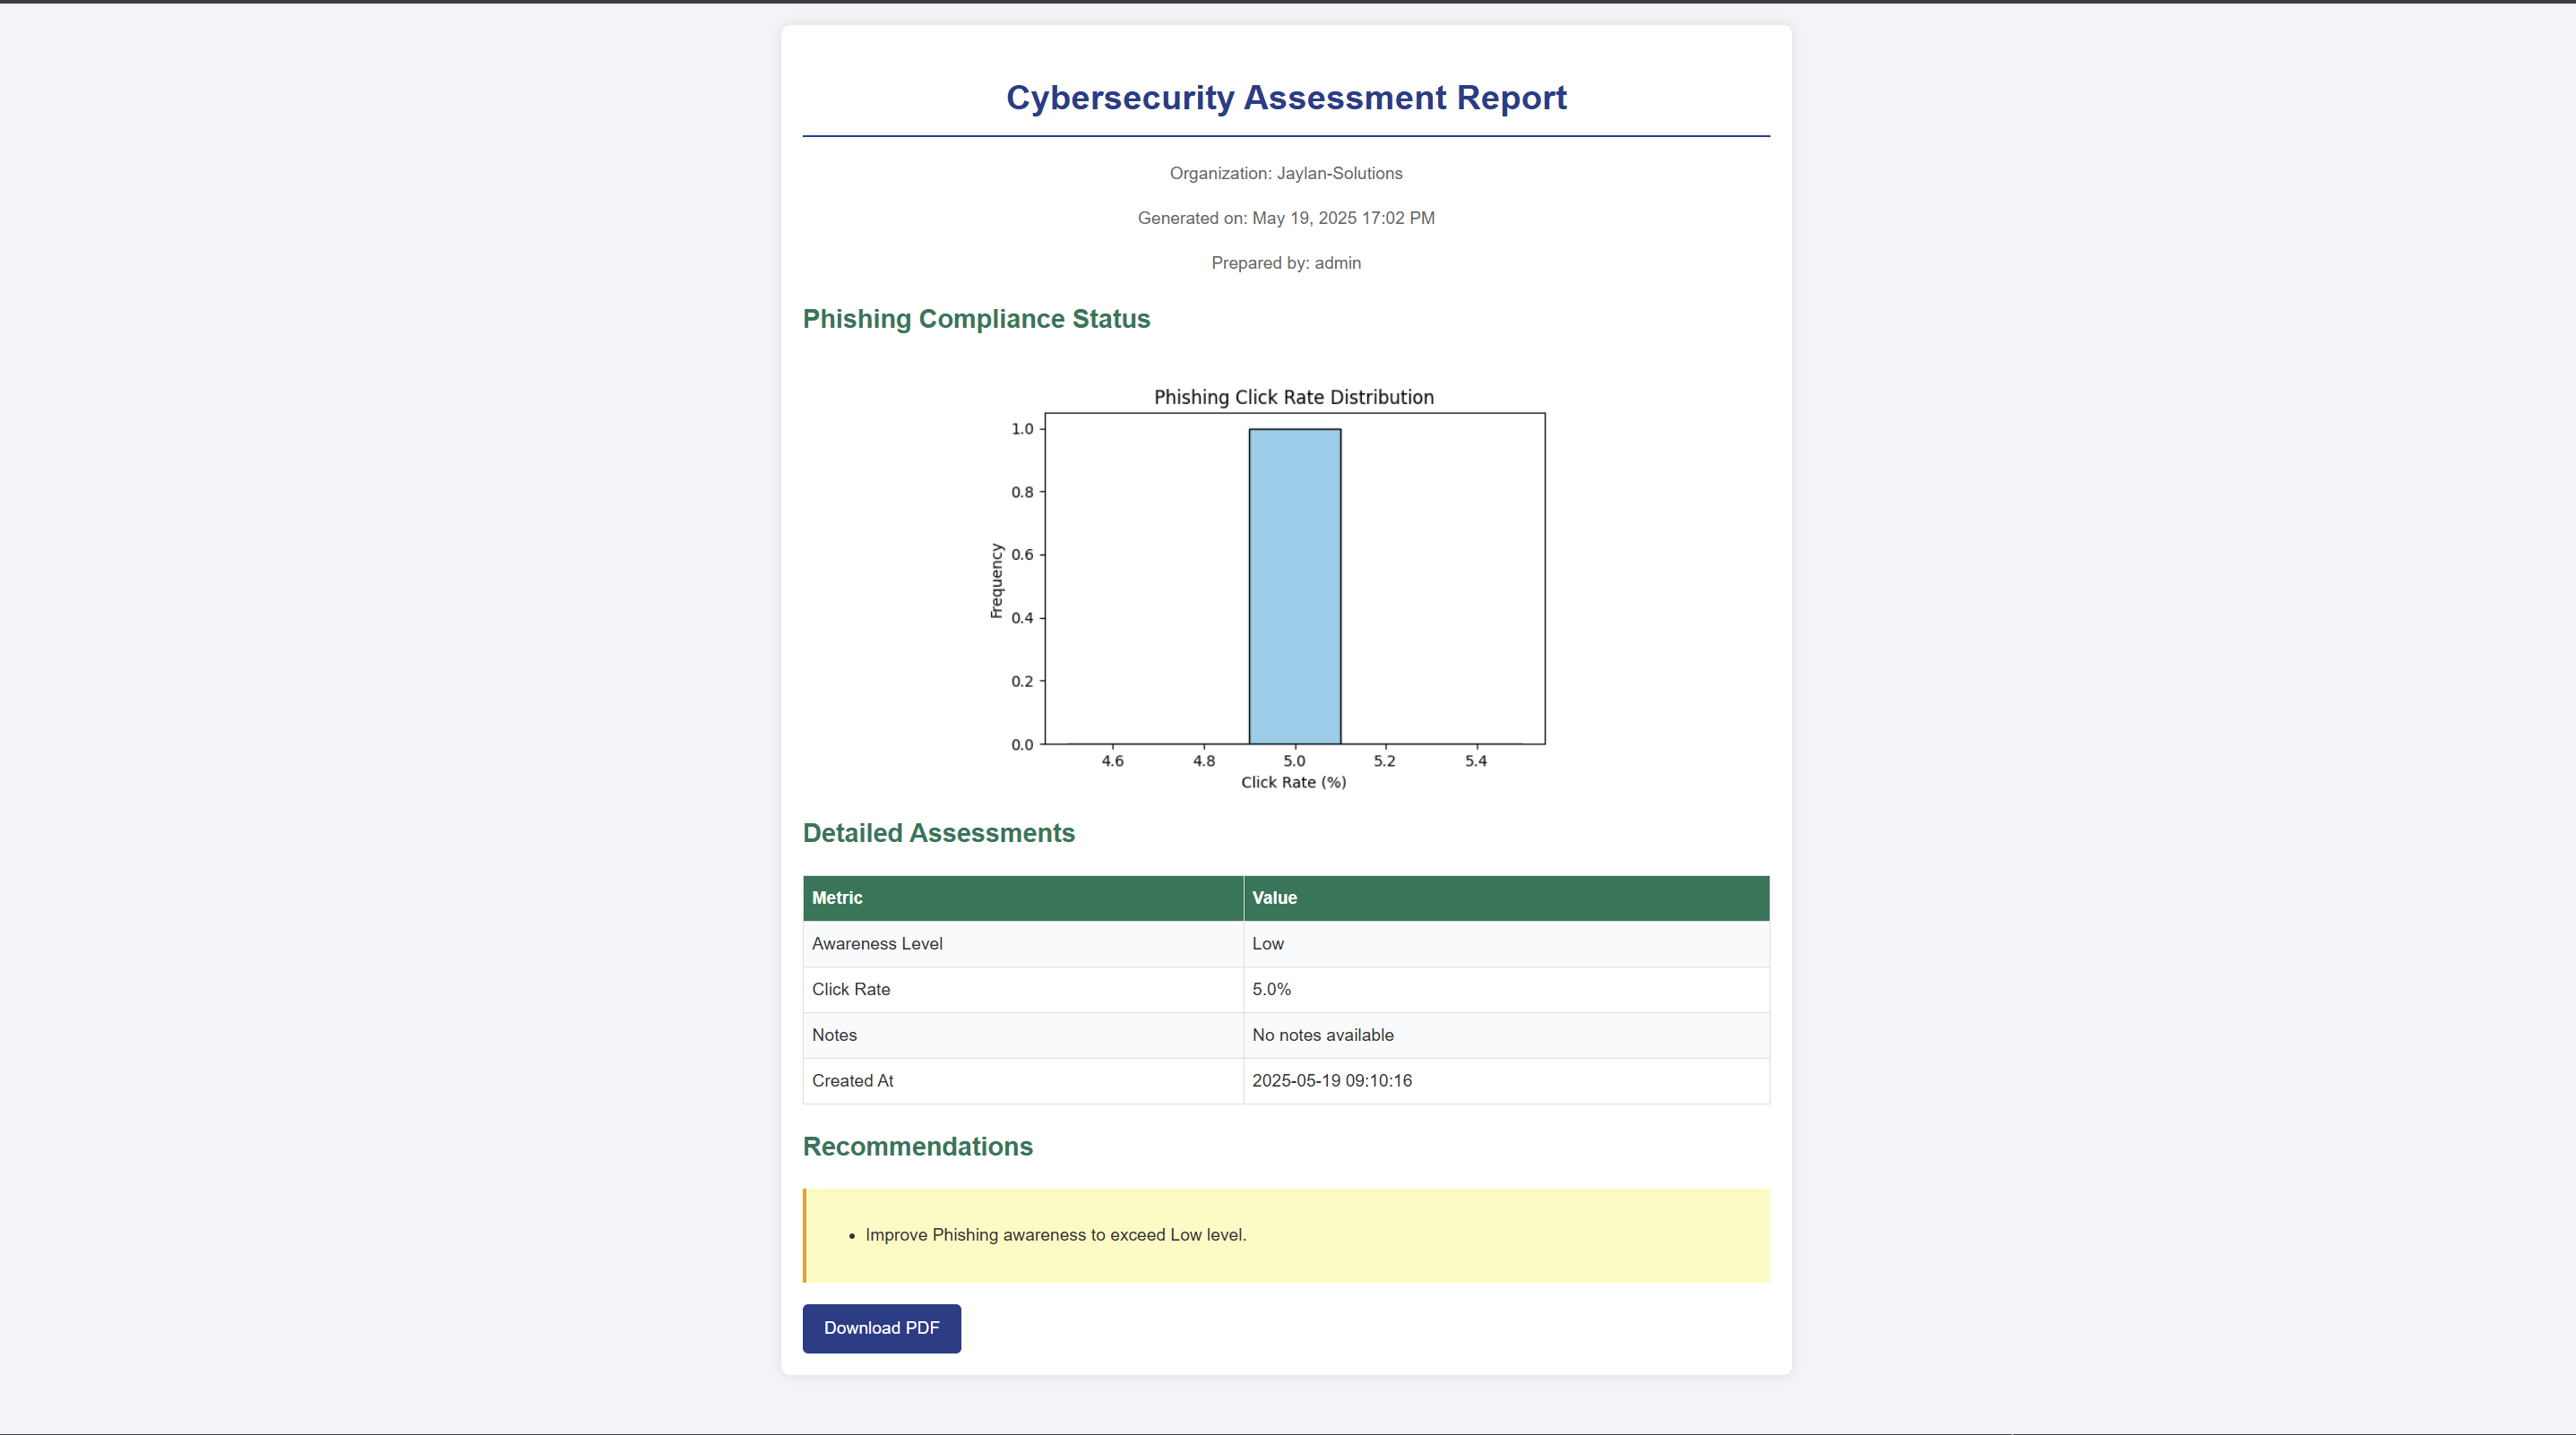 Cybersecurity Assessment Report
Organization: Jaylan-Solutions
Generated on: May 19, 2025 17:02 PM
Prepared by: admin
Phishing Compliance Status
Phishing Click Rate Distribution
1.0
0.8
0.6
0.4
0.2
0.0
Frequency
4.6 4.8 5.0 5.2 5.4
Click Rate (%)
Detailed Assessments
Metric Value
Awareness Level Low
Click Rate 5.0%
Notes No notes available
Created At 2025-05-19 09:10:16
Recommendations
• Improve Phishing awareness to exceed Low level.
Download PDF